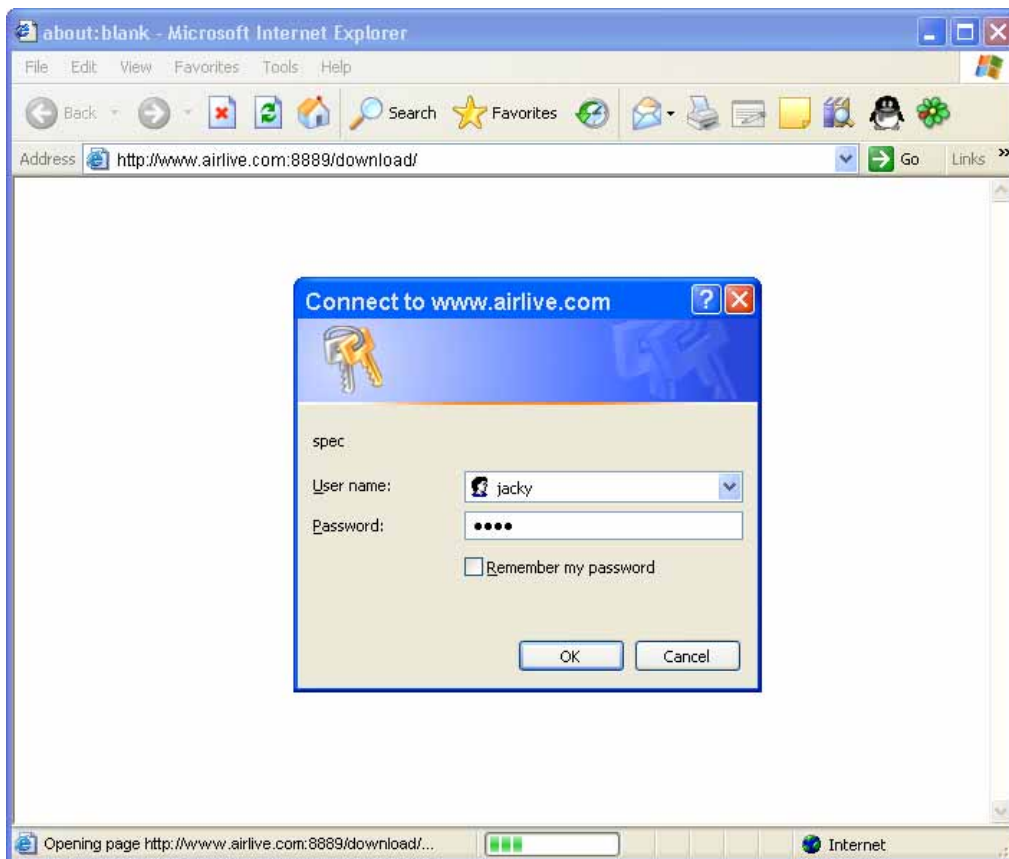 about:blank - Microsoft Internet Explorer
File Edit View Favorites Tools Help
Back Search Favorites
Address http://www.airlive.com:8889/download/ Go Links »
Connect to www.airlive.com
spec
User name: jacky
Password: ••••
Remember my password
OK Cancel
Opening page http://www.airlive.com:8889/download/... Internet